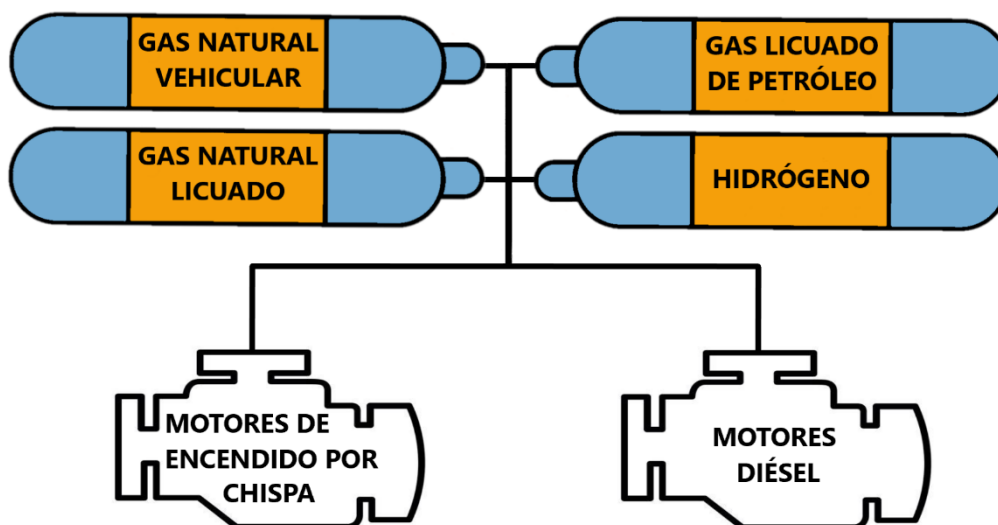 GAS NATURAL
VEHICULAR
GAS LICUADO
DE PETRÓLEO
GAS NATURAL
LICUADO
HIDRÓGENO
MOTORES DE
ENCENDIDO POR
CHISPA
MOTORES
DIÉSEL